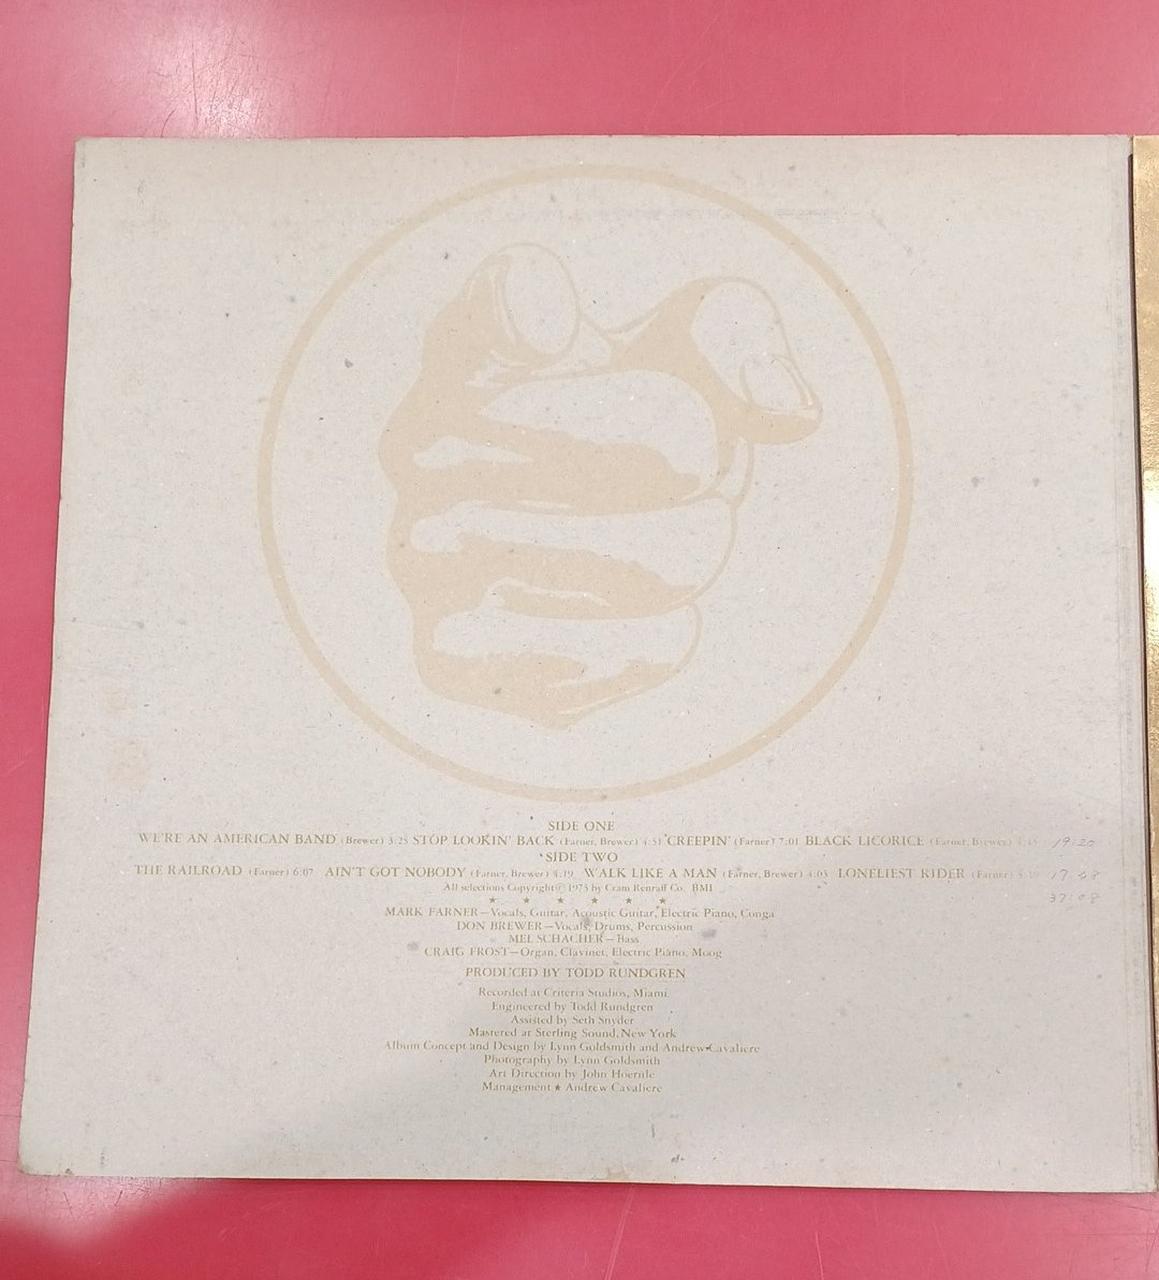 SIDE ONE
WE'RE AN AMERICAN BAND (Brewer) 3:25 STOP LOOKIN' BACK (Farner, Brewer) 4:51 'CREEPIN' (Farner) 7:01 BLACK LICORICE (Farner, Brewer) 19:20
SIDE TWO
THE RAILROAD (Farner) 6:07 AIN'T GOT NOBODY (Farner, Brewer) 4:19 WALK LIKE A MAN (Farner, Brewer) 4:03 LONELIEST RIDER (Farner) 17:48
37:08
All selections Copyright © 1973 by Cram Renraff Co. BMI
★ ★ ★ ★ ★ ★
MARK FARNER—Vocals, Guitar, Acoustic Guitar, Electric Piano, Conga
DON BREWER—Vocals, Drums, Percussion
MEL SCHACHER—Bass
CRAIG FROST—Organ, Clavinet, Electric Piano, Moog
PRODUCED BY TODD RUNDGREN
Recorded at Criteria Studios, Miami
Engineered by Todd Rundgren
Assisted by Seth Snyder
Mastered at Sterling Sound, New York
Album Concept and Design by Lynn Goldsmith and Andrew Cavaliere
Photography by Lynn Goldsmith
Art Direction by John Hoernle
Management ★ Andrew Cavaliere